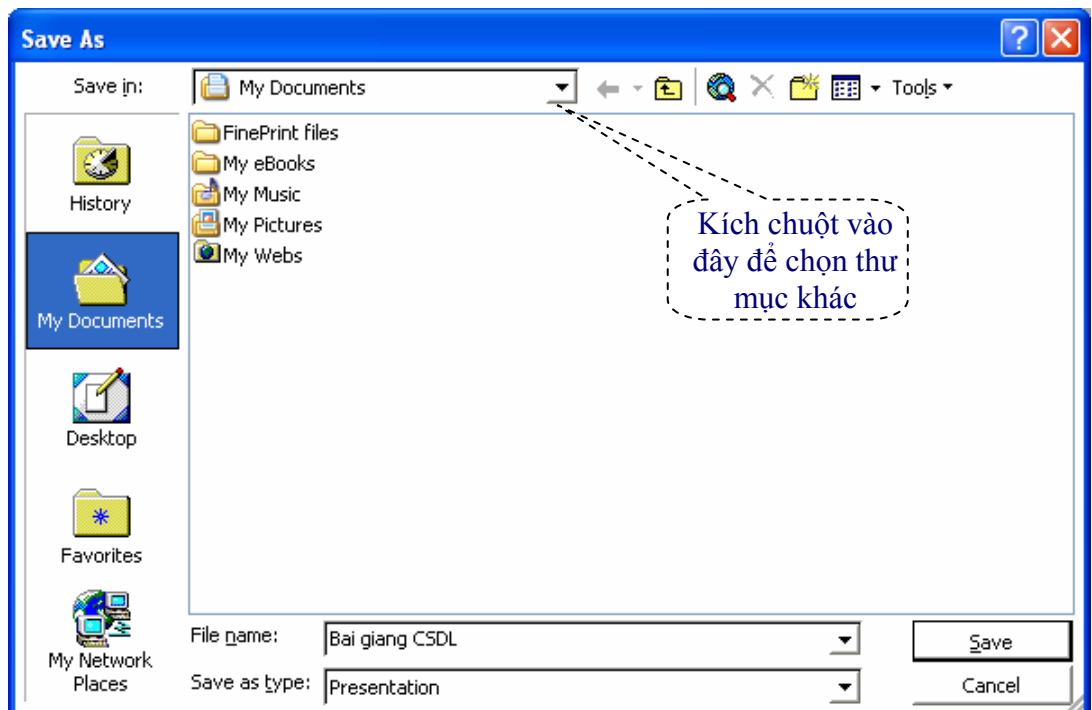 Save As
Save in:
My Documents
Tools
History
My Documents
Desktop
Favorites
My Network
Places
FinePrint files
My eBooks
My Music
My Pictures
My Webs
Kích chuột vào
đây để chọn thư
mục khác
File name:
Bai giang CSDL
Save
Save as type:
Presentation
Cancel